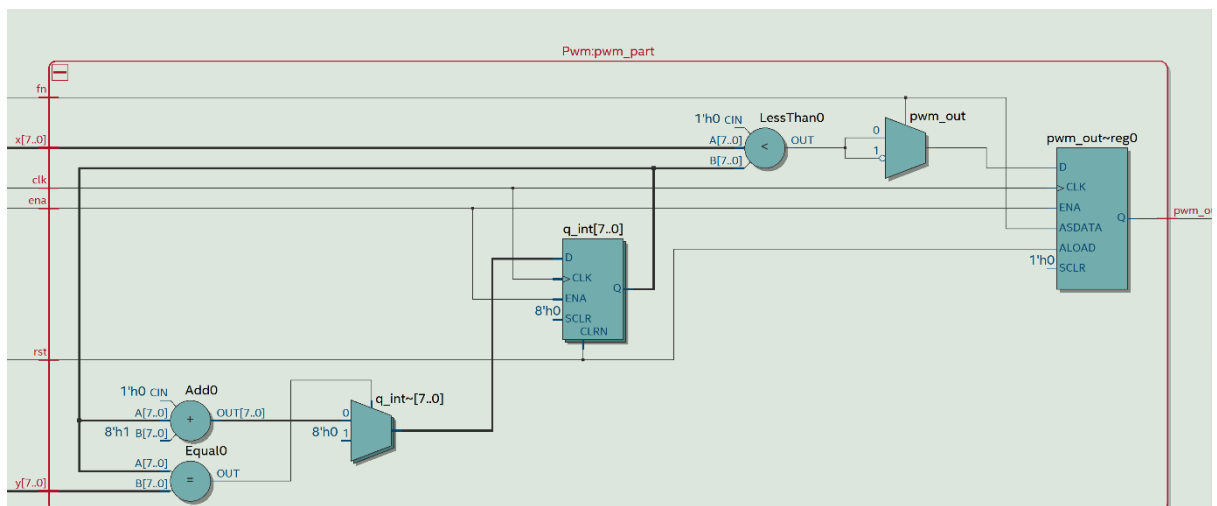 Pwm:pwm_part
fn
1'h0 CIN
LessThan0
pwm_out
x[7..0]
A[7..0]
<
OUT
0
1
B[7..0]
pwm_out~reg0
D
clk
CLK
ena
ENA
ASDATA
Q
pwm_ou
ALOAD
1'h0
SCLR
q_int[7..0]
D
CLK
Q
ENA
8'h0
SCLR
CLRN
rst
1'h0 CIN
Add0
q_int~[7..0]
A[7..0]
+
OUT[7..0]
0
8'h1
B[7..0]
8'h0
1
Equal0
A[7..0]
=
OUT
y[7..0]
B[7..0]